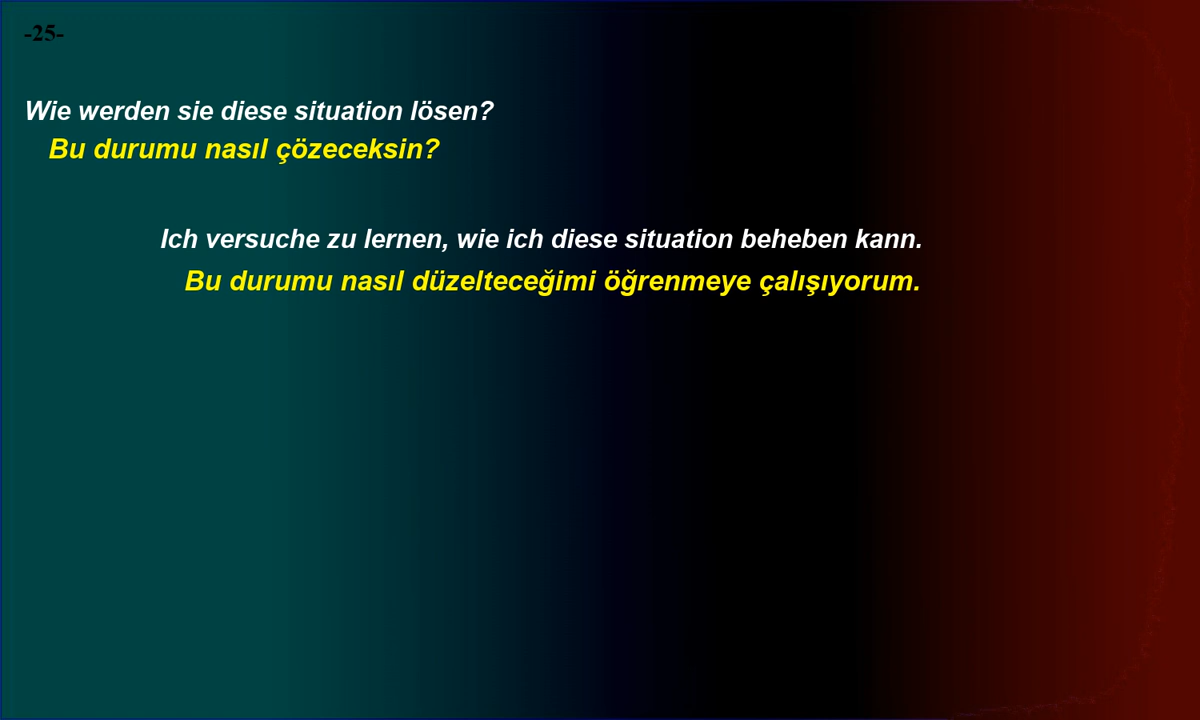 -25-
Wie werden sie diese situation lösen?
Bu durumu nasıl çözeceksin?
Ich versuche zu lernen, wie ich diese situation beheben kann.
Bu durumu nasıl düzelteceğimi öğrenmeye çalışıyorum.